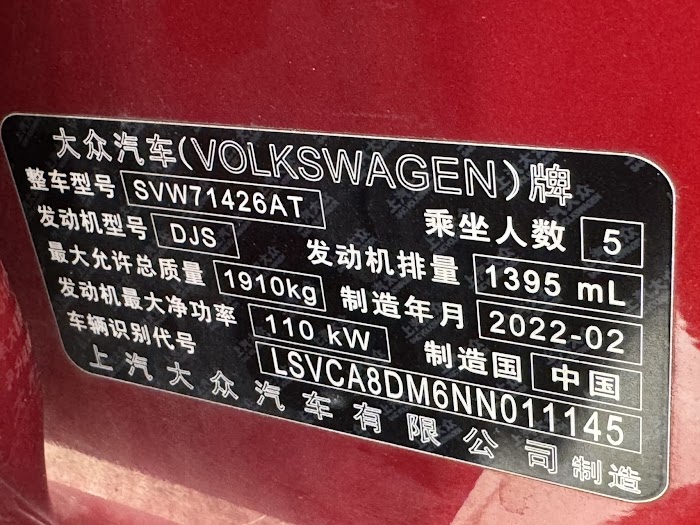 大众汽车(VOLKSWAGEN)牌
整车型号 SVW71426AT 乘坐人数 5
发动机型号 DJS 发动机排量 1395 mL
最大允许总质量 1910kg 制造年月 2022-02
发动机最大净功率 110 kW 制造国 中国
车辆识别代号 LSVCA8DM6NN011145
上汽大众汽车有限公司制造